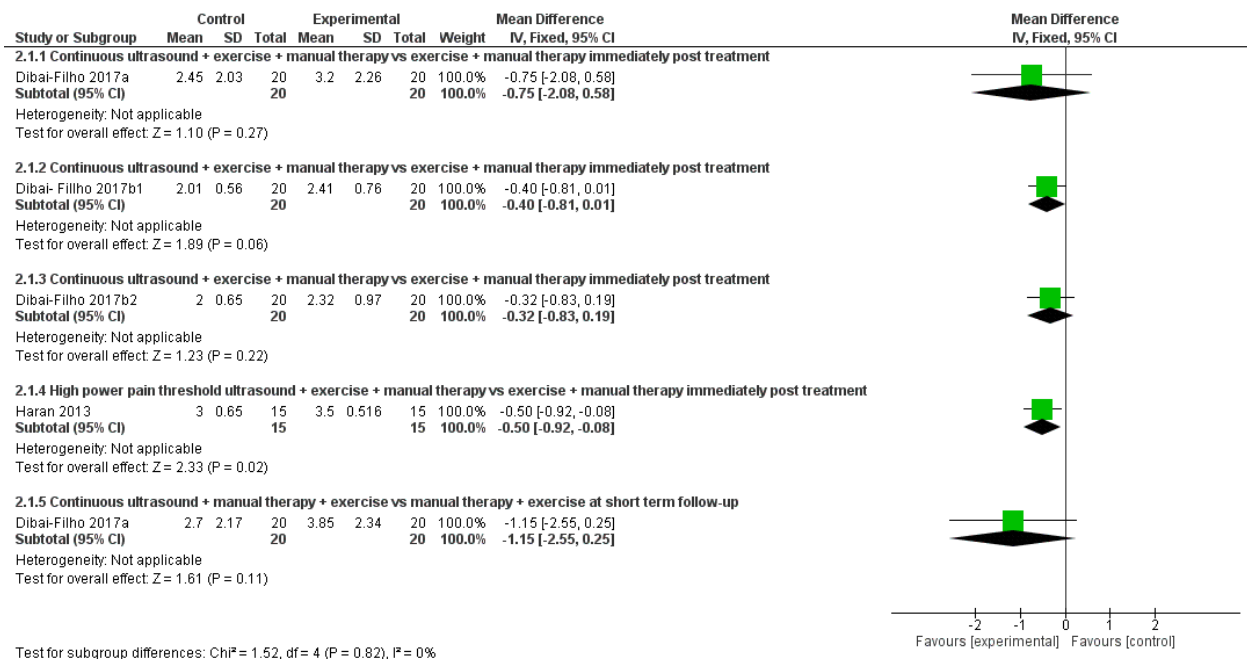 Control Experimental Mean Difference Mean Difference
Study or Subgroup Mean SD Total Mean SD Total Weight IV, Fixed, 95% CI IV, Fixed, 95% CI
2.1.1 Continuous ultrasound + exercise + manual therapy vs exercise + manual therapy immediately post treatment
Dibai-Filho 2017a 2.45 2.03 20 3.2 2.26 20 100.0% -0.75 [-2.08, 0.58]
Subtotal (95% CI) 20 20 100.0% -0.75 [-2.08, 0.58]
Heterogeneity: Not applicable
Test for overall effect: Z = 1.10 (P = 0.27)
2.1.2 Continuous ultrasound + exercise + manual therapy vs exercise + manual therapy immediately post treatment
Dibai- Fillho 2017b1 2.01 0.56 20 2.41 0.76 20 100.0% -0.40 [-0.81, 0.01]
Subtotal (95% CI) 20 20 100.0% -0.40 [-0.81, 0.01]
Heterogeneity: Not applicable
Test for overall effect: Z = 1.89 (P = 0.06)
2.1.3 Continuous ultrasound + exercise + manual therapy vs exercise + manual therapy immediately post treatment
Dibai-Filho 2017b2 2 0.65 20 2.32 0.97 20 100.0% -0.32 [-0.83, 0.19]
Subtotal (95% CI) 20 20 100.0% -0.32 [-0.83, 0.19]
Heterogeneity: Not applicable
Test for overall effect: Z = 1.23 (P = 0.22)
2.1.4 High power pain threshold ultrasound + exercise + manual therapy vs exercise + manual therapy immediately post treatment
Haran 2013 3 0.65 15 3.5 0.516 15 100.0% -0.50 [-0.92, -0.08]
Subtotal (95% CI) 15 15 100.0% -0.50 [-0.92, -0.08]
Heterogeneity: Not applicable
Test for overall effect: Z = 2.33 (P = 0.02)
2.1.5 Continuous ultrasound + manual therapy + exercise vs manual therapy + exercise at short term follow-up
Dibai-Filho 2017a 2.7 2.17 20 3.85 2.34 20 100.0% -1.15 [-2.55, 0.25]
Subtotal (95% CI) 20 20 100.0% -1.15 [-2.55, 0.25]
Heterogeneity: Not applicable
Test for overall effect: Z = 1.61 (P = 0.11)
-2 -1 0 1 2
Favours [experimental] Favours [control]
Test for subgroup differences: Chi² = 1.52, df = 4 (P = 0.82), I² = 0%